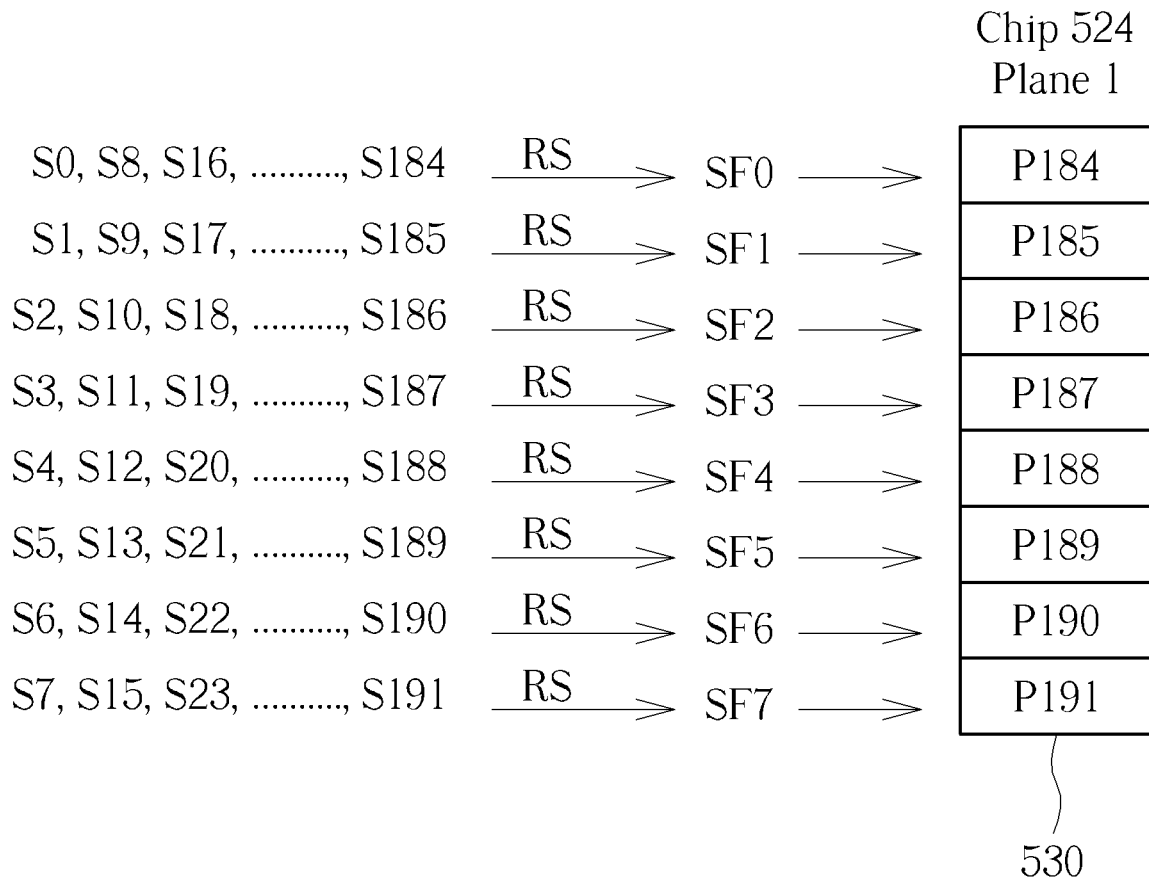 Chip 524
Plane 1
S0, S8, S16, .........., S184 RS SF0 P184
S1, S9, S17, .........., S185 RS SF1 P185
S2, S10, S18, .........., S186 RS SF2 P186
S3, S11, S19, .........., S187 RS SF3 P187
S4, S12, S20, .........., S188 RS SF4 P188
S5, S13, S21, .........., S189 RS SF5 P189
S6, S14, S22, .........., S190 RS SF6 P190
S7, S15, S23, .........., S191 RS SF7 P191
530